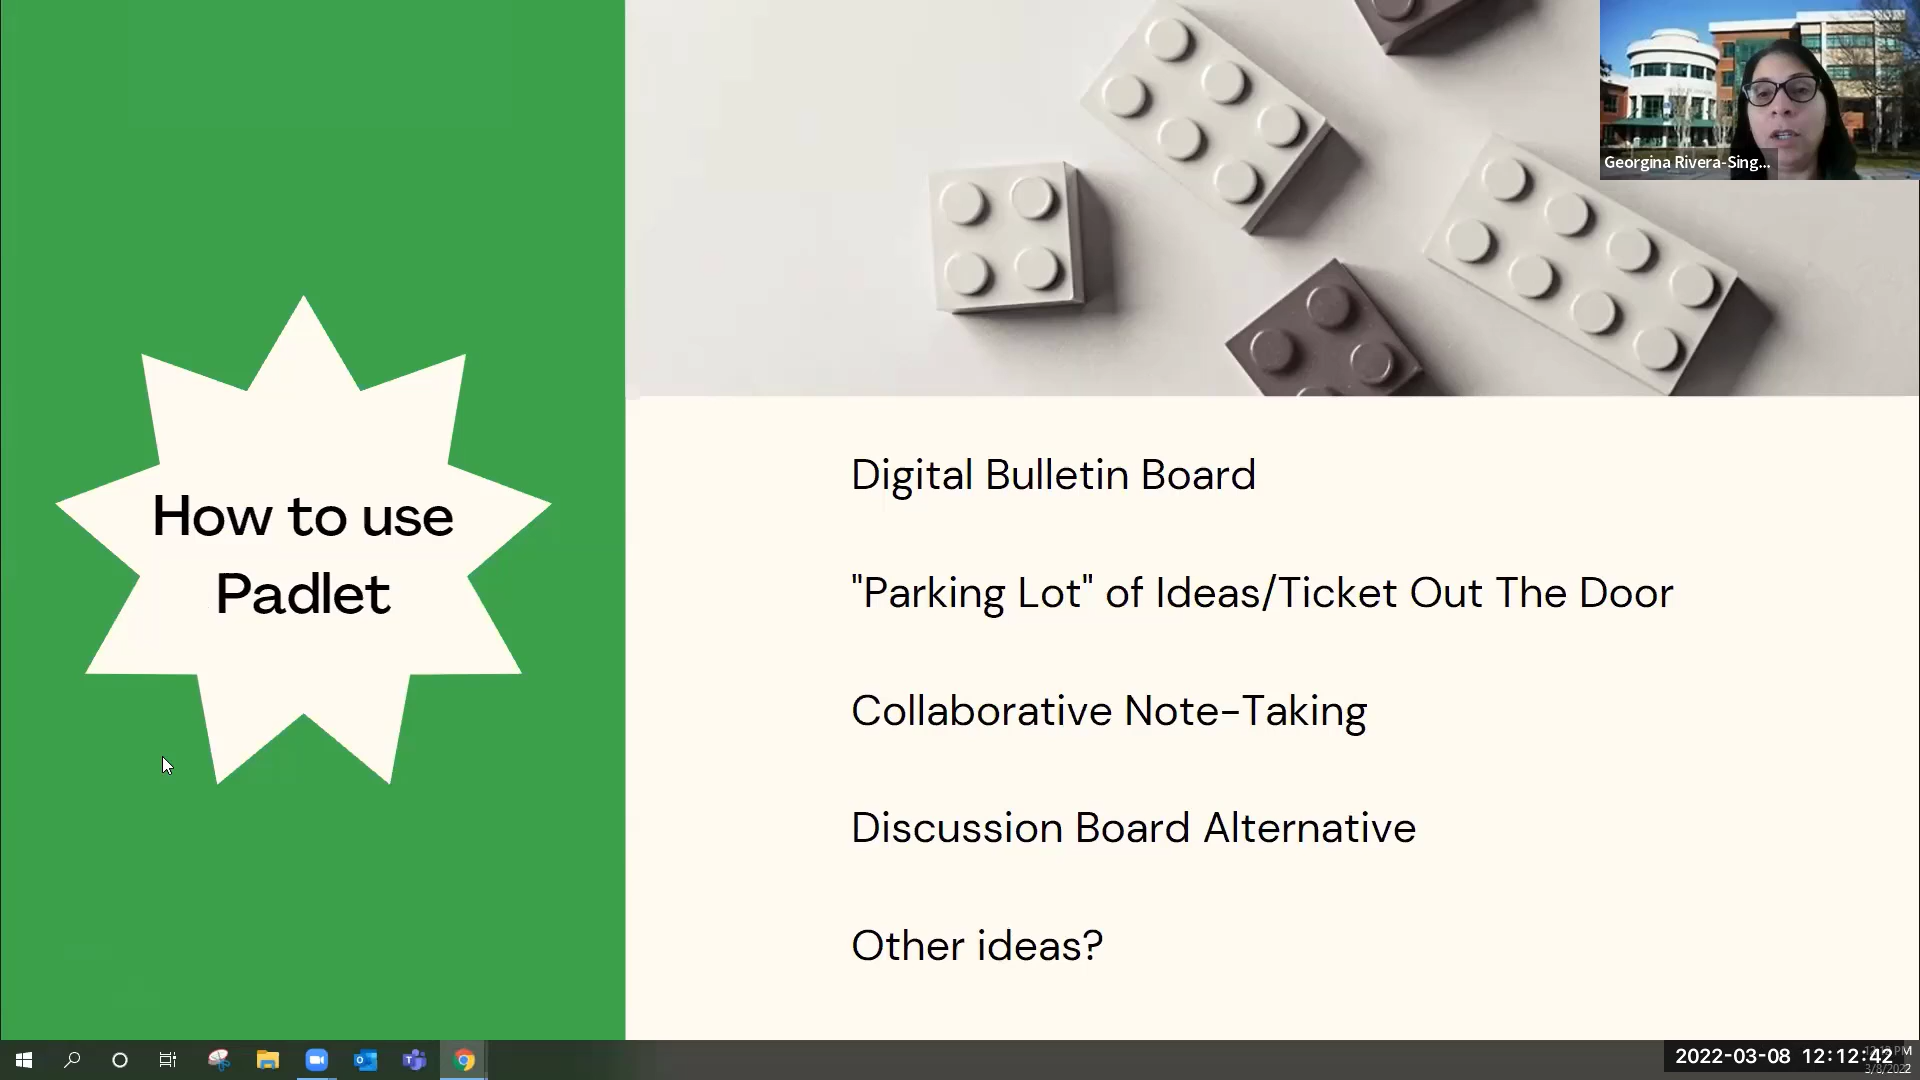 Georgina Rivera-Sing...
How to use
Padlet
Digital Bulletin Board
"Parking Lot" of Ideas/Ticket Out The Door
Collaborative Note-Taking
Discussion Board Alternative
Other ideas?
2022-03-08 12:12:42